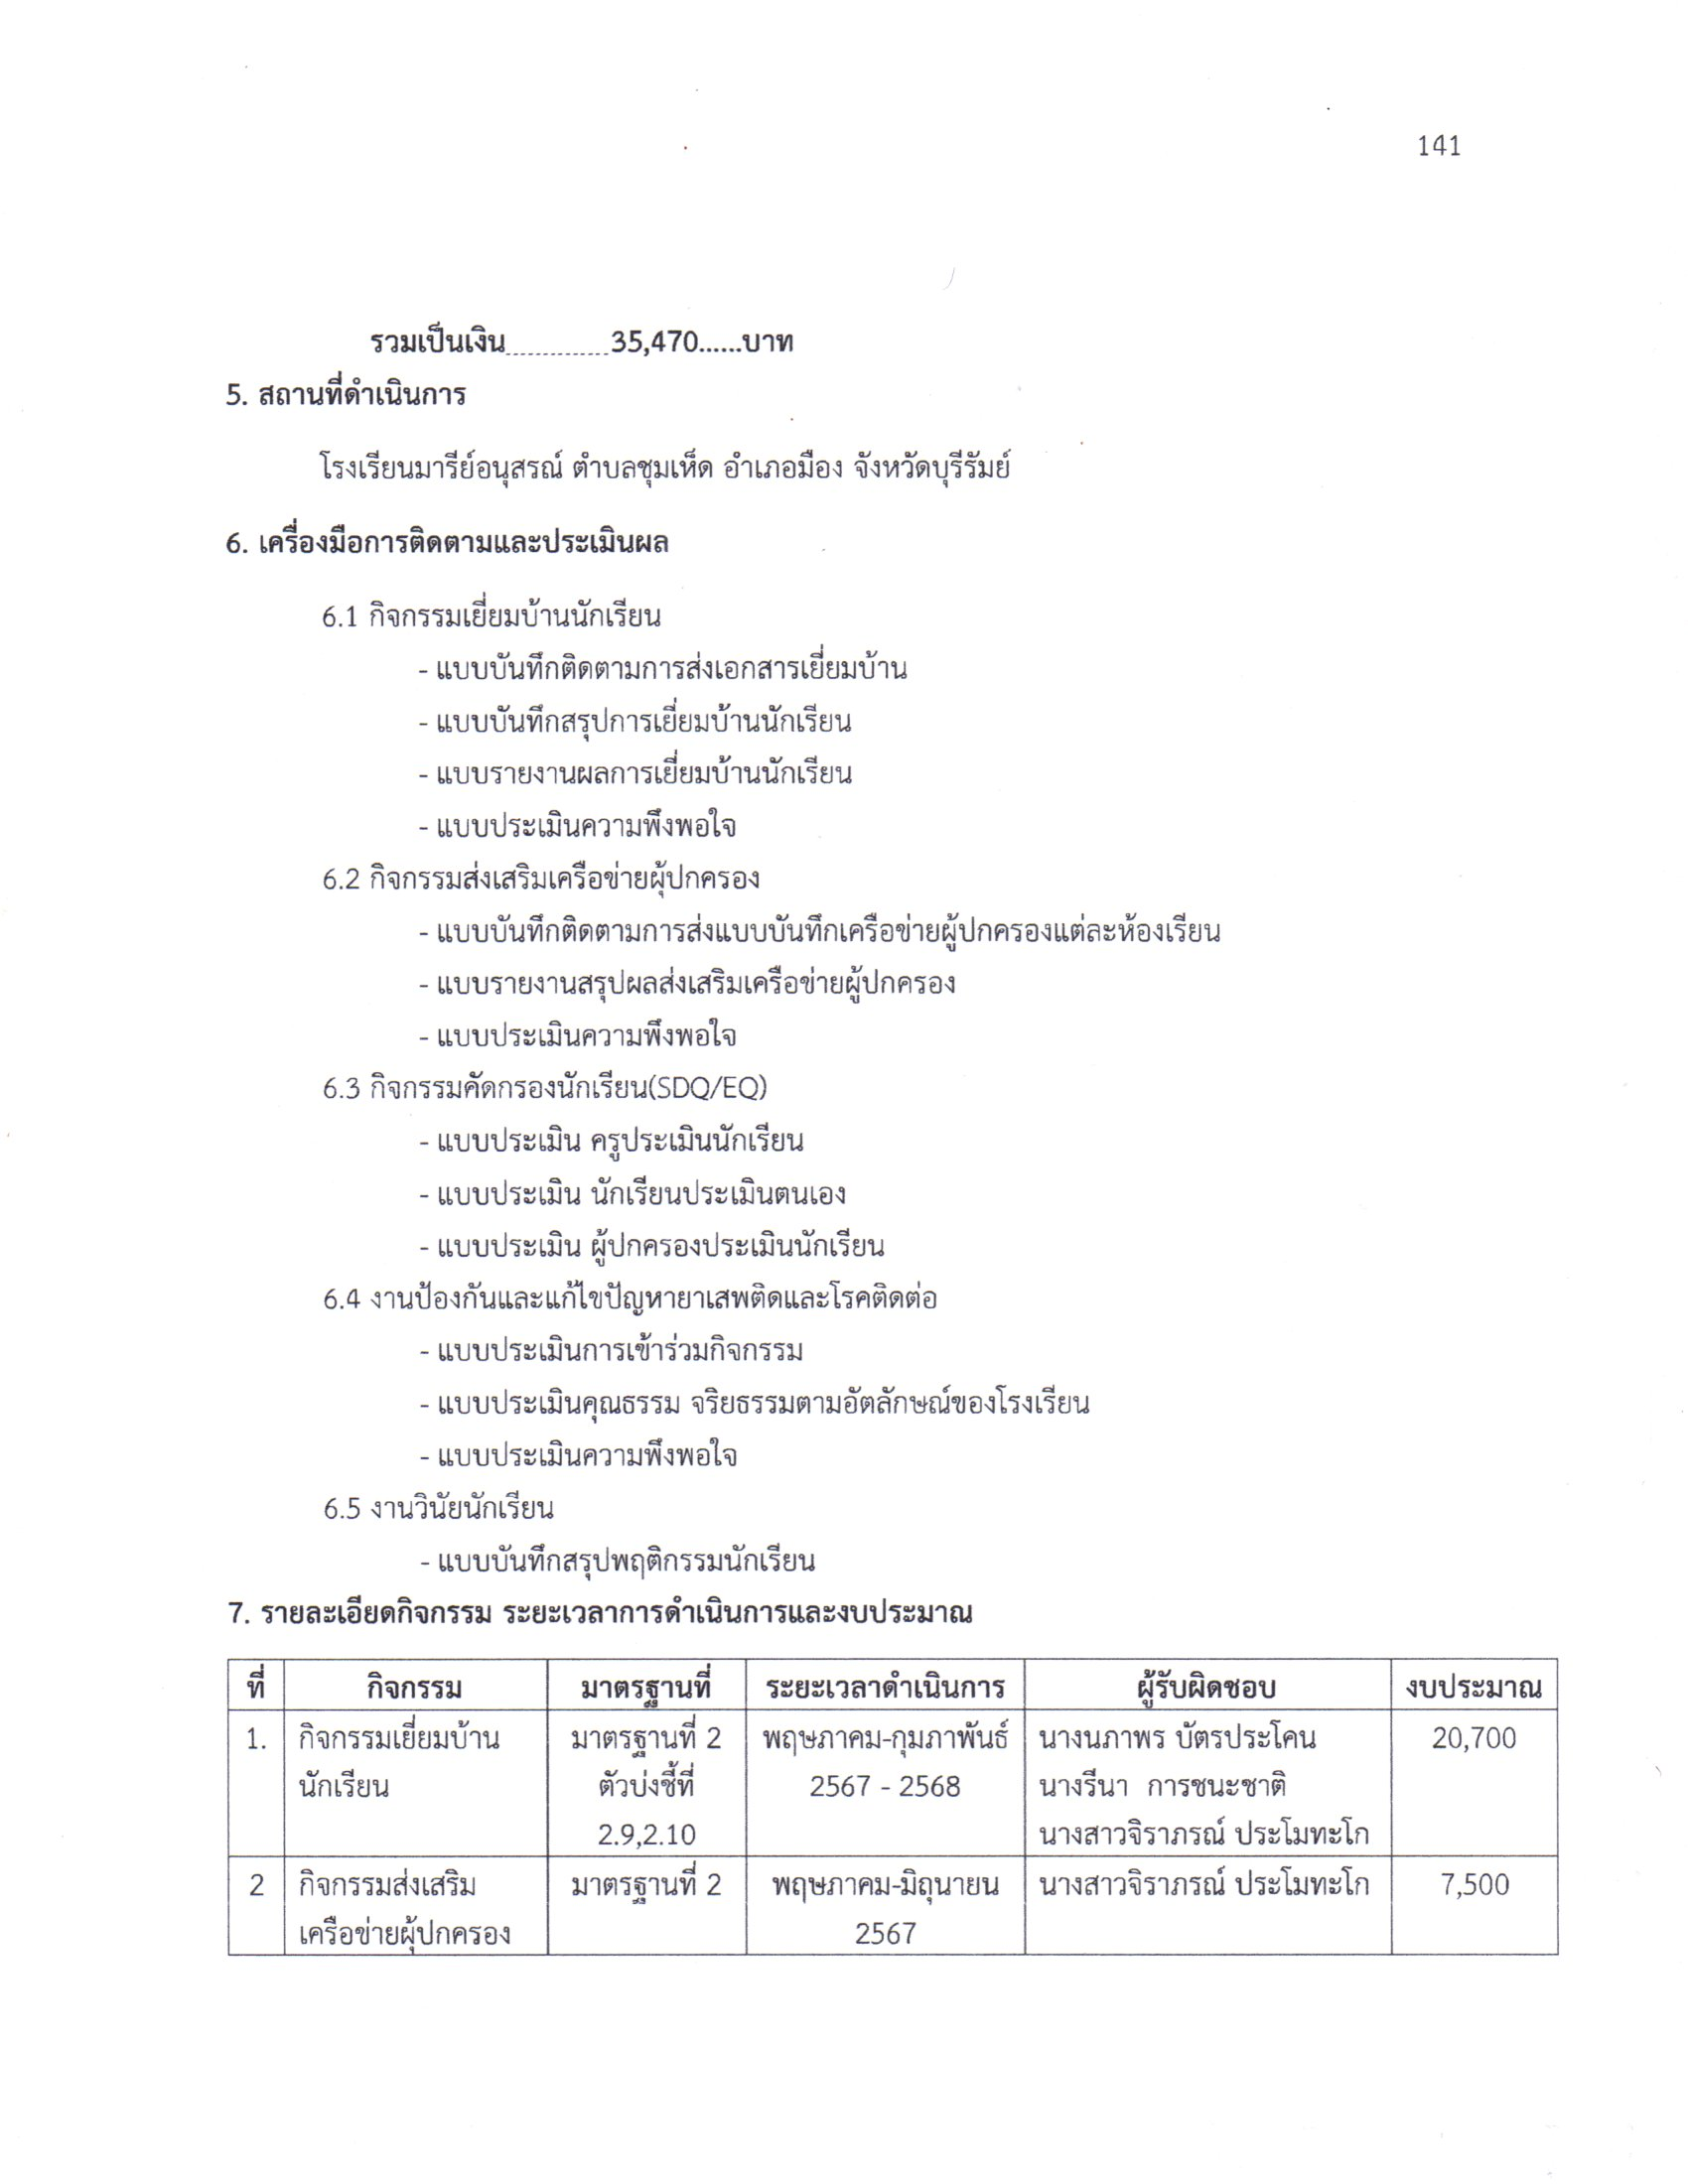 141
รวมเป็นเงิน..............35,470......บาท
5. สถานที่ดำเนินการ
โรงเรียนมารีย์อนุสรณ์ ตำบลชุมเห็ด อำเภอมือง จังหวัดบุรีรัมย์
6. เครื่องมือการติดตามและประเมินผล
6.1 กิจกรรมเยี่ยมบ้านนักเรียน
- แบบบันทึกติดตามการส่งเอกสารเยี่ยมบ้าน
- แบบบันทึกสรุปการเยี่ยมบ้านนักเรียน
- แบบรายงานผลการเยี่ยมบ้านนักเรียน
- แบบประเมินความพึงพอใจ
6.2 กิจกรรมส่งเสริมเครือข่ายผุ้ปกครอง
- แบบบันทึกติดตามการส่งแบบบันทึกเครือข่ายผู้ปกครองแต่ละห้องเรียน
- แบบรายงานสรุปผลส่งเสริมเครือข่ายผู้ปกครอง
- แบบประเมินความพึงพอใจ
6.3 กิจกรรมคัดกรองนักเรียน(SDQ/EQ)
- แบบประเมิน ครูประเมินนักเรียน
- แบบประเมิน นักเรียนประเมินตนเอง
- แบบประเมิน ผู้ปกครองประเมินนักเรียน
6.4 งานป้องกันและแก้ไขปัญหายาเสพติดและโรคติดต่อ
- แบบประเมินการเข้าร่วมกิจกรรม
- แบบประเมินคุณธรรม จริยธรรมตามอัตลักษณ์ของโรงเรียน
- แบบประเมินความพึงพอใจ
6.5 งานวินัยนักเรียน
- แบบบันทึกสรุปพฤติกรรมนักเรียน
7. รายละเอียดกิจกรรม ระยะเวลาการดำเนินการและงบประมาณ
ที่ กิจกรรม มาตรฐานที่ ระยะเวลาดำเนินการ ผู้รับผิดชอบ งบประมาณ
1. กิจกรรมเยี่ยมบ้าน มาตรฐานที่ 2 พฤษภาคม-กุมภาพันธ์ นางนภาพร บัตรประโคน 20,700
นักเรียน ตัวบ่งชี้ที่ 2567 - 2568 นางรีนา การชนะชาติ
2.9,2.10 นางสาวจิราภรณ์ ประโมทะโก
2 กิจกรรมส่งเสริม มาตรฐานที่ 2 พฤษภาคม-มิถุนายน นางสาวจิราภรณ์ ประโมทะโก 7,500
เครือข่ายผุ้ปกครอง 2567